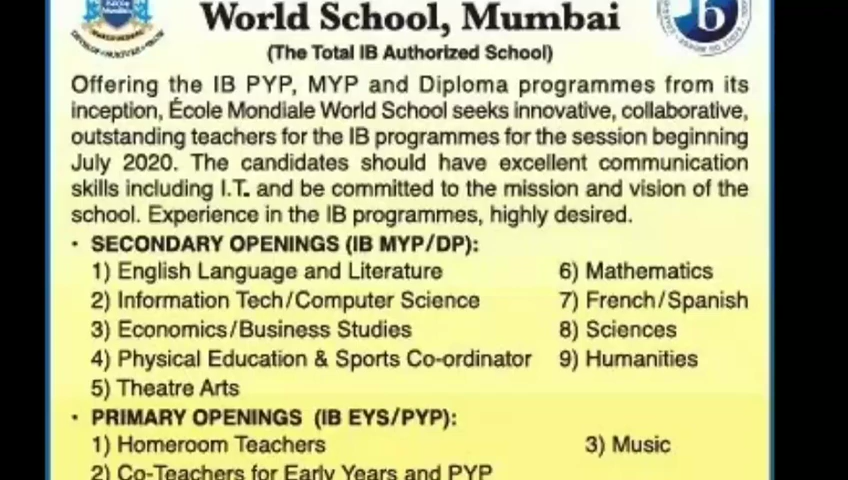 World School, Mumbai
(The Total IB Authorized School)
Offering the IB PYP, MYP and Diploma programmes from its
inception, École Mondiale World School seeks innovative, collaborative,
outstanding teachers for the IB programmes for the session beginning
July 2020. The candidates should have excellent communication
skills including I.T. and be committed to the mission and vision of the
school. Experience in the IB programmes, highly desired.
• SECONDARY OPENINGS (IB MYP/DP):
1) English Language and Literature 6) Mathematics
2) Information Tech/Computer Science 7) French/Spanish
3) Economics/Business Studies 8) Sciences
4) Physical Education & Sports Co-ordinator 9) Humanities
5) Theatre Arts
• PRIMARY OPENINGS (IB EYS/PYP):
1) Homeroom Teachers 3) Music
2) Co-Teachers for Early Years and PYP